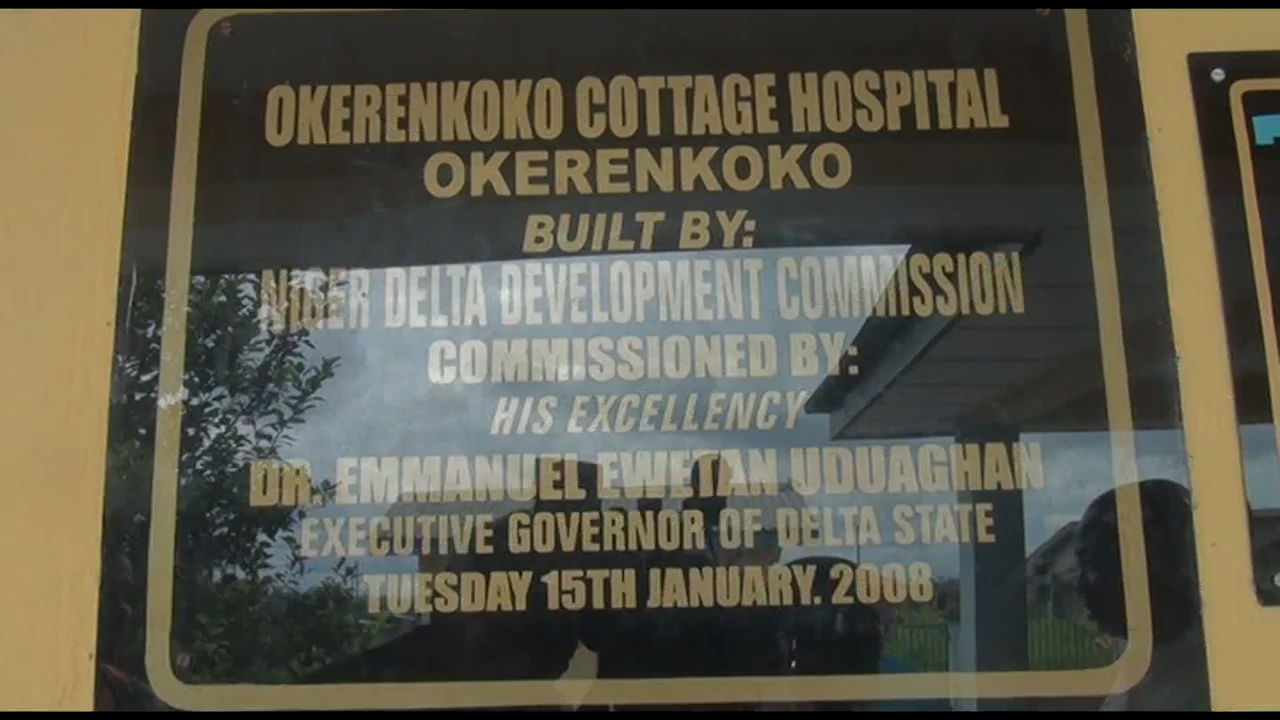 OKERENKOKO COTTAGE HOSPITAL
OKERENKOKO
BUILT BY:
NIGER DELTA DEVELOPMENT COMMISSION
COMMISSIONED BY:
HIS EXCELLENCY
DR. EMMANUEL EWETAN UDUAGHAN
EXECUTIVE GOVERNOR OF DELTA STATE
TUESDAY 15TH JANUARY. 2008